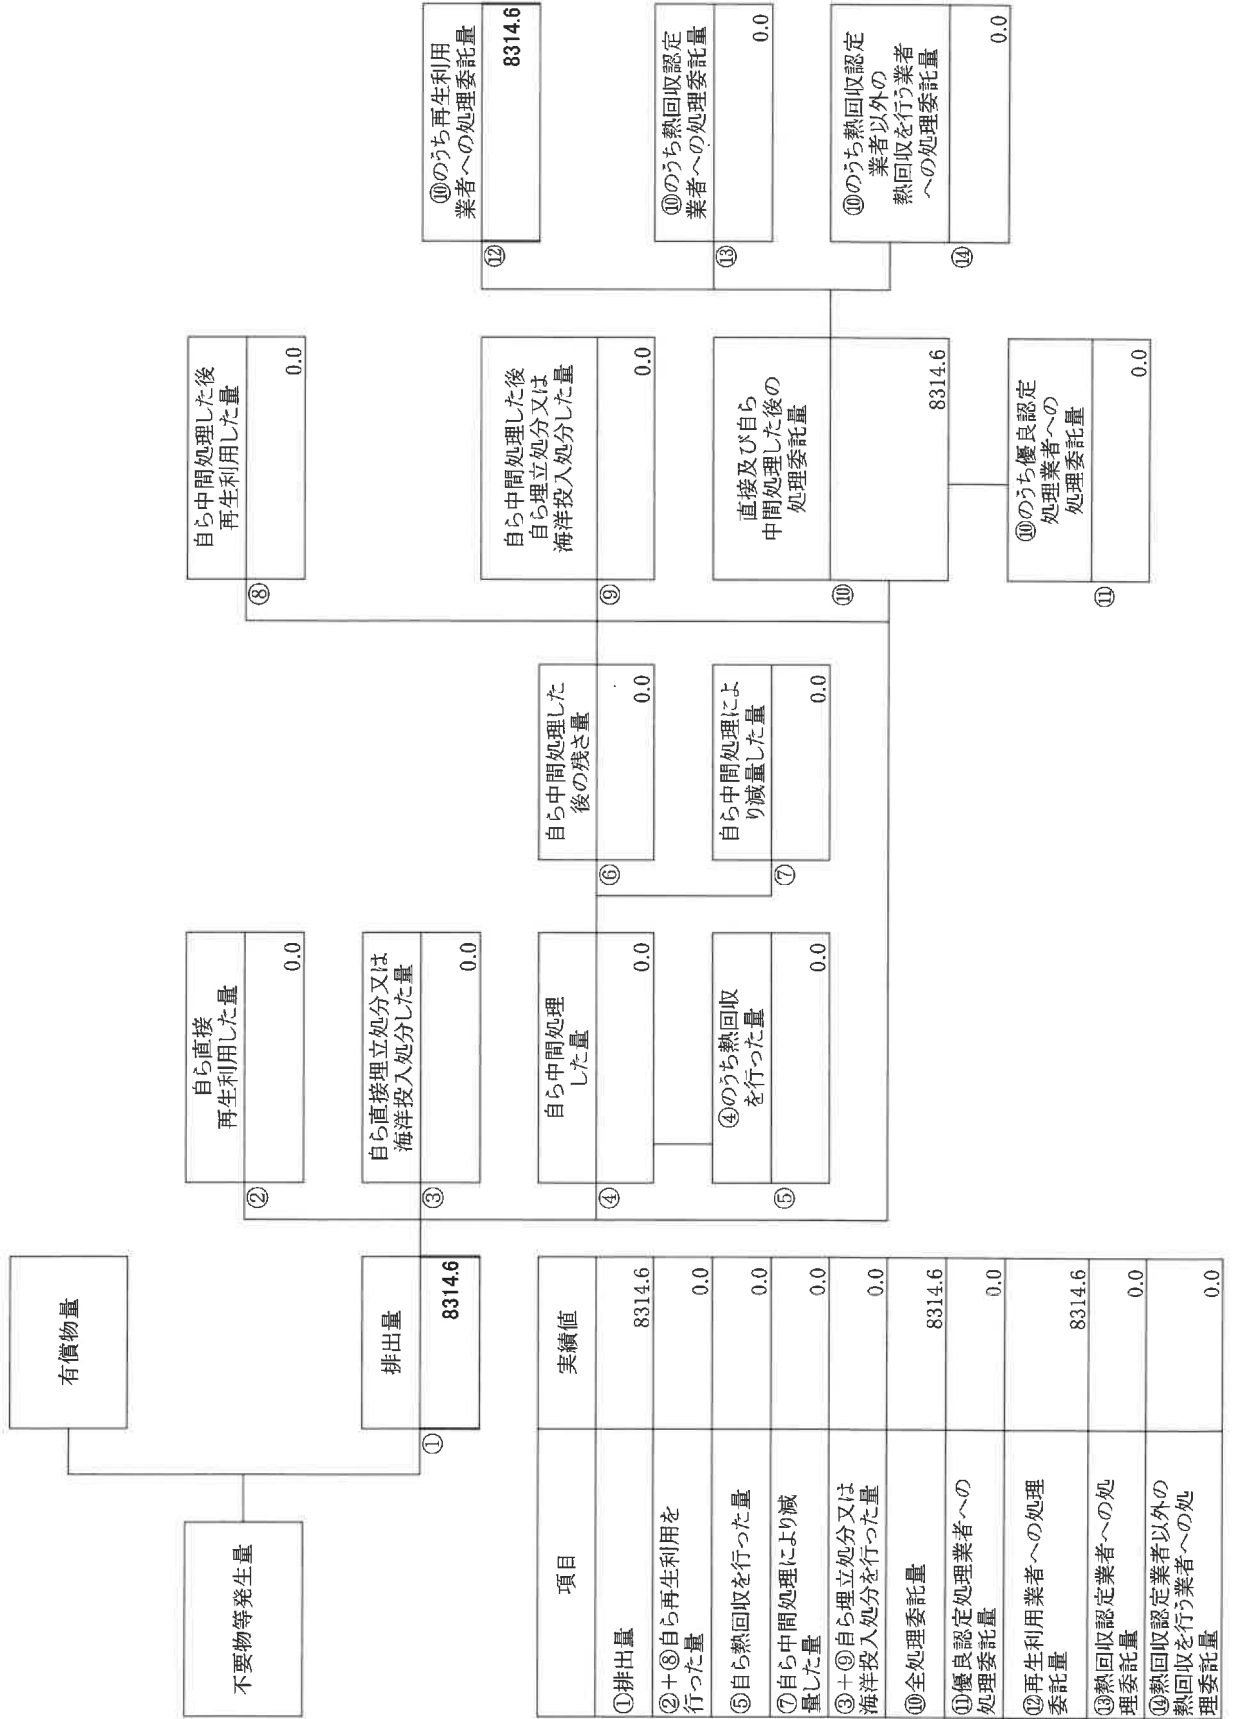 有償物量
不要物等発生量
排出量
①
8314.6
自ら直接
再生利用した量
②
0.0
自ら直接埋立処分又は
海洋投入処分した量
③
0.0
自ら中間処理
した量
④
0.0
④のうち熱回収
を行った量
⑤
0.0
自ら中間処理した
後の残さ量
⑥
0.0
自ら中間処理によ
り減量した量
⑦
0.0
自ら中間処理した後
再生利用した量
⑧
0.0
自ら中間処理した後
自ら埋立処分又は
海洋投入処分した量
⑨
0.0
直接及び自ら
中間処理した後の
処理委託量
⑩
8314.6
⑩のうち優良認定
処理業者への
処理委託量
⑪
0.0
⑩のうち再生利用
業者への処理委託量
⑫
8314.6
⑩のうち熱回収認定
業者への処理委託量
⑬
0.0
⑩のうち熱回収認定
業者以外の
熱回収を行う業者
への処理委託量
⑭
0.0
項目 実績値
①排出量 8314.6
②+⑧自ら再生利用を
行った量 0.0
⑤自ら熱回収を行った量 0.0
⑦自ら中間処理により減
量した量 0.0
③+⑨自ら埋立処分又は
海洋投入処分を行った量 0.0
⑩全処理委託量 8314.6
⑪優良認定処理業者への
処理委託量 0.0
⑫再生利用業者への処理
委託量 8314.6
⑬熱回収認定業者への処
理委託量 0.0
⑭熱回収認定業者以外の
熱回収を行う業者への処
理委託量 0.0